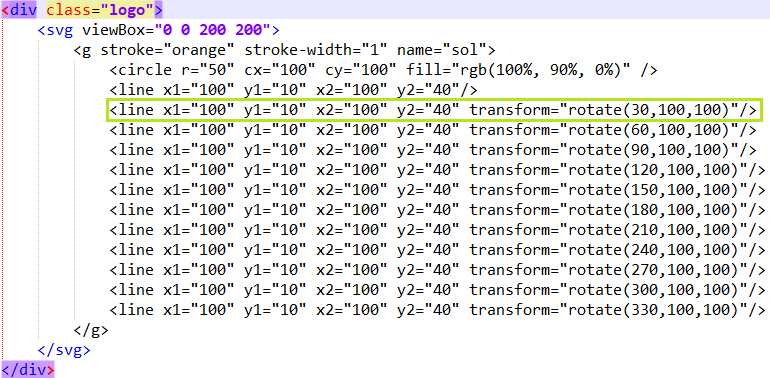 <div class="logo">
<svg viewBox="0 0 200 200">
<g stroke="orange" stroke-width="1" name="sol">
<circle r="50" cx="100" cy="100" fill="rgb(100%, 90%, 0%)" />
<line x1="100" y1="10" x2="100" y2="40"/>
<line x1="100" y1="10" x2="100" y2="40" transform="rotate(30,100,100)"/>
<line x1="100" y1="10" x2="100" y2="40" transform="rotate(60,100,100)"/>
<line x1="100" y1="10" x2="100" y2="40" transform="rotate(90,100,100)"/>
<line x1="100" y1="10" x2="100" y2="40" transform="rotate(120,100,100)"/>
<line x1="100" y1="10" x2="100" y2="40" transform="rotate(150,100,100)"/>
<line x1="100" y1="10" x2="100" y2="40" transform="rotate(180,100,100)"/>
<line x1="100" y1="10" x2="100" y2="40" transform="rotate(210,100,100)"/>
<line x1="100" y1="10" x2="100" y2="40" transform="rotate(240,100,100)"/>
<line x1="100" y1="10" x2="100" y2="40" transform="rotate(270,100,100)"/>
<line x1="100" y1="10" x2="100" y2="40" transform="rotate(300,100,100)"/>
<line x1="100" y1="10" x2="100" y2="40" transform="rotate(330,100,100)"/>
</g>
</svg>
</div>